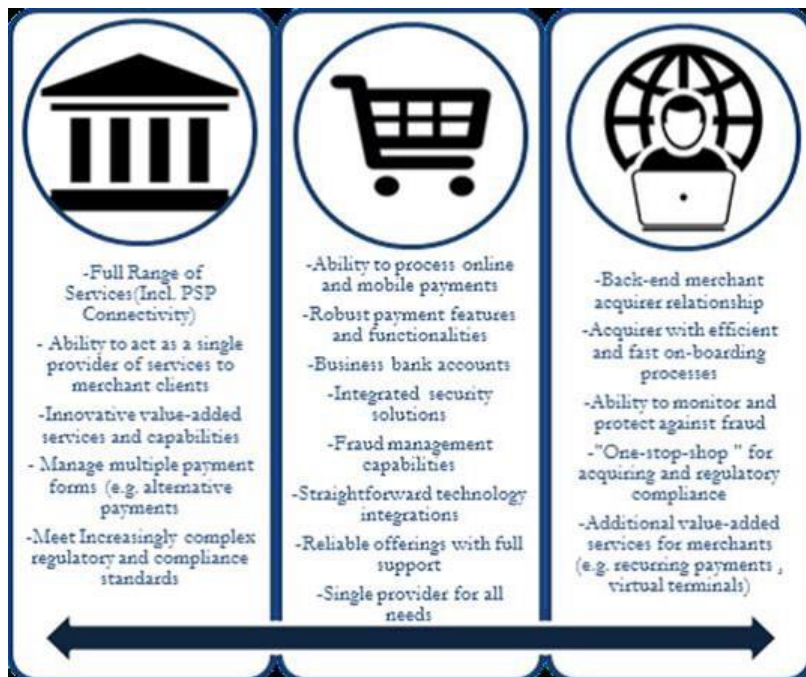 -Full Range of
Services(Incl. PSP
Connectivity)
- Ability to act as a single
provider of services to
merchant clients
-Innovative value-added
services and capabilities
- Manage multiple payment
forms (e.g. alternative
payments
-Meet Increasingly complex
regulatory and compliance
standards
-Ability to process online
and mobile payments
-Robust payment features
and functionalities
-Business bank accounts
-Integrated security
solutions
-Fraud management
capabilities
-Straightforward technology
integrations
-Reliable offerings with full
support
-Single provider for all
needs
-Back-end merchant
acquirer relationship
-Acquirer with efficient
and fast on-boarding
processes
-Ability to monitor and
protect against fraud
-"One-stop-shop " for
acquiring and regulatory
compliance
-Additional value-added
services for merchants
(e.g. recurring payments ,
virtual terminals)